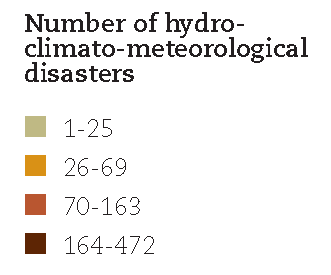 Number of hydro-
climato-meteorological
disasters
1-25
26-69
70-163
164-472